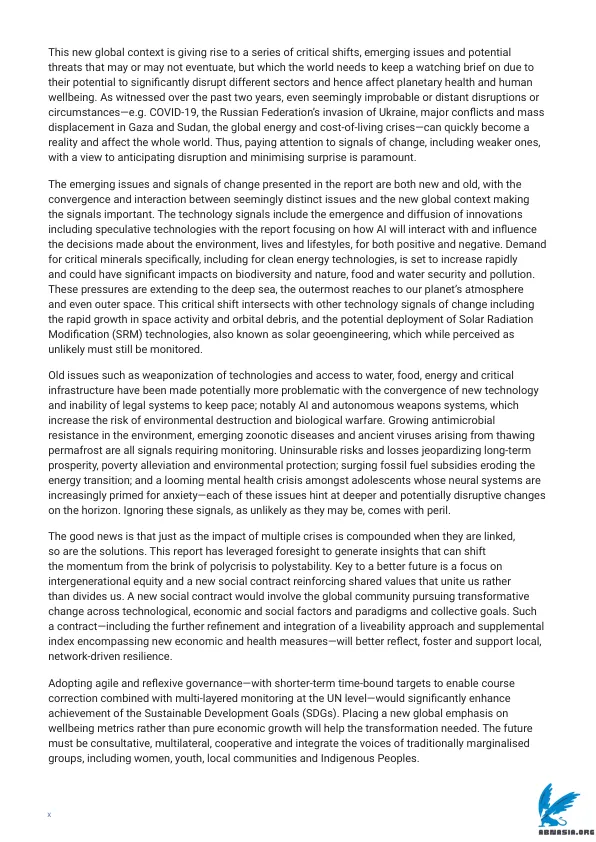 This new global context is giving rise to a series of critical shifts, emerging issues and potential
threats that may or may not eventuate, but which the world needs to keep a watching brief on due to
their potential to significantly disrupt different sectors and hence affect planetary health and human
wellbeing. As witnessed over the past two years, even seemingly improbable or distant disruptions or
circumstances—e.g. COVID-19, the Russian Federation's invasion of Ukraine, major conflicts and mass
displacement in Gaza and Sudan, the global energy and cost-of-living crises—can quickly become a
reality and affect the whole world. Thus, paying attention to signals of change, including weaker ones,
with a view to anticipating disruption and minimising surprise is paramount.
The emerging issues and signals of change presented in the report are both new and old, with the
convergence and interaction between seemingly distinct issues and the new global context making
the signals important. The technology signals include the emergence and diffusion of innovations
including speculative technologies with the report focusing on how AI will interact with and influence
the decisions made about the environment, lives and lifestyles, for both positive and negative. Demand
for critical minerals specifically, including for clean energy technologies, is set to increase rapidly
and could have significant impacts on biodiversity and nature, food and water security and pollution.
These pressures are extending to the deep sea, the outermost reaches to our planet's atmosphere
and even outer space. This critical shift intersects with other technology signals of change including
the rapid growth in space activity and orbital debris, and the potential deployment of Solar Radiation
Modification (SRM) technologies, also known as solar geoengineering, which while perceived as
unlikely must still be monitored.
Old issues such as weaponization of technologies and access to water, food, energy and critical
infrastructure have been made potentially more problematic with the convergence of new technology
and inability of legal systems to keep pace; notably AI and autonomous weapons systems, which
increase the risk of environmental destruction and biological warfare. Growing antimicrobial
resistance in the environment, emerging zoonotic diseases and ancient viruses arising from thawing
permafrost are all signals requiring monitoring. Uninsurable risks and losses jeopardizing long-term
prosperity, poverty alleviation and environmental protection; surging fossil fuel subsidies eroding the
energy transition; and a looming mental health crisis amongst adolescents whose neural systems are
increasingly primed for anxiety—each of these issues hint at deeper and potentially disruptive changes
on the horizon. Ignoring these signals, as unlikely as they may be, comes with peril.
The good news is that just as the impact of multiple crises is compounded when they are linked,
so are the solutions. This report has leveraged foresight to generate insights that can shift
the momentum from the brink of polycrisis to polystability. Key to a better future is a focus on
intergenerational equity and a new social contract reinforcing shared values that unite us rather
than divides us. A new social contract would involve the global community pursuing transformative
change across technological, economic and social factors and paradigms and collective goals. Such
a contract—including the further refinement and integration of a liveability approach and supplemental
index encompassing new economic and health measures—will better reflect, foster and support local,
network-driven resilience.
Adopting agile and reflexive governance—with shorter-term time-bound targets to enable course
correction combined with multi-layered monitoring at the UN level—would significantly enhance
achievement of the Sustainable Development Goals (SDGs). Placing a new global emphasis on
wellbeing metrics rather than pure economic growth will help the transformation needed. The future
must be consultative, multilateral, cooperative and integrate the voices of traditionally marginalised
groups, including women, youth, local communities and Indigenous Peoples.
x
ABNASIA.ORG